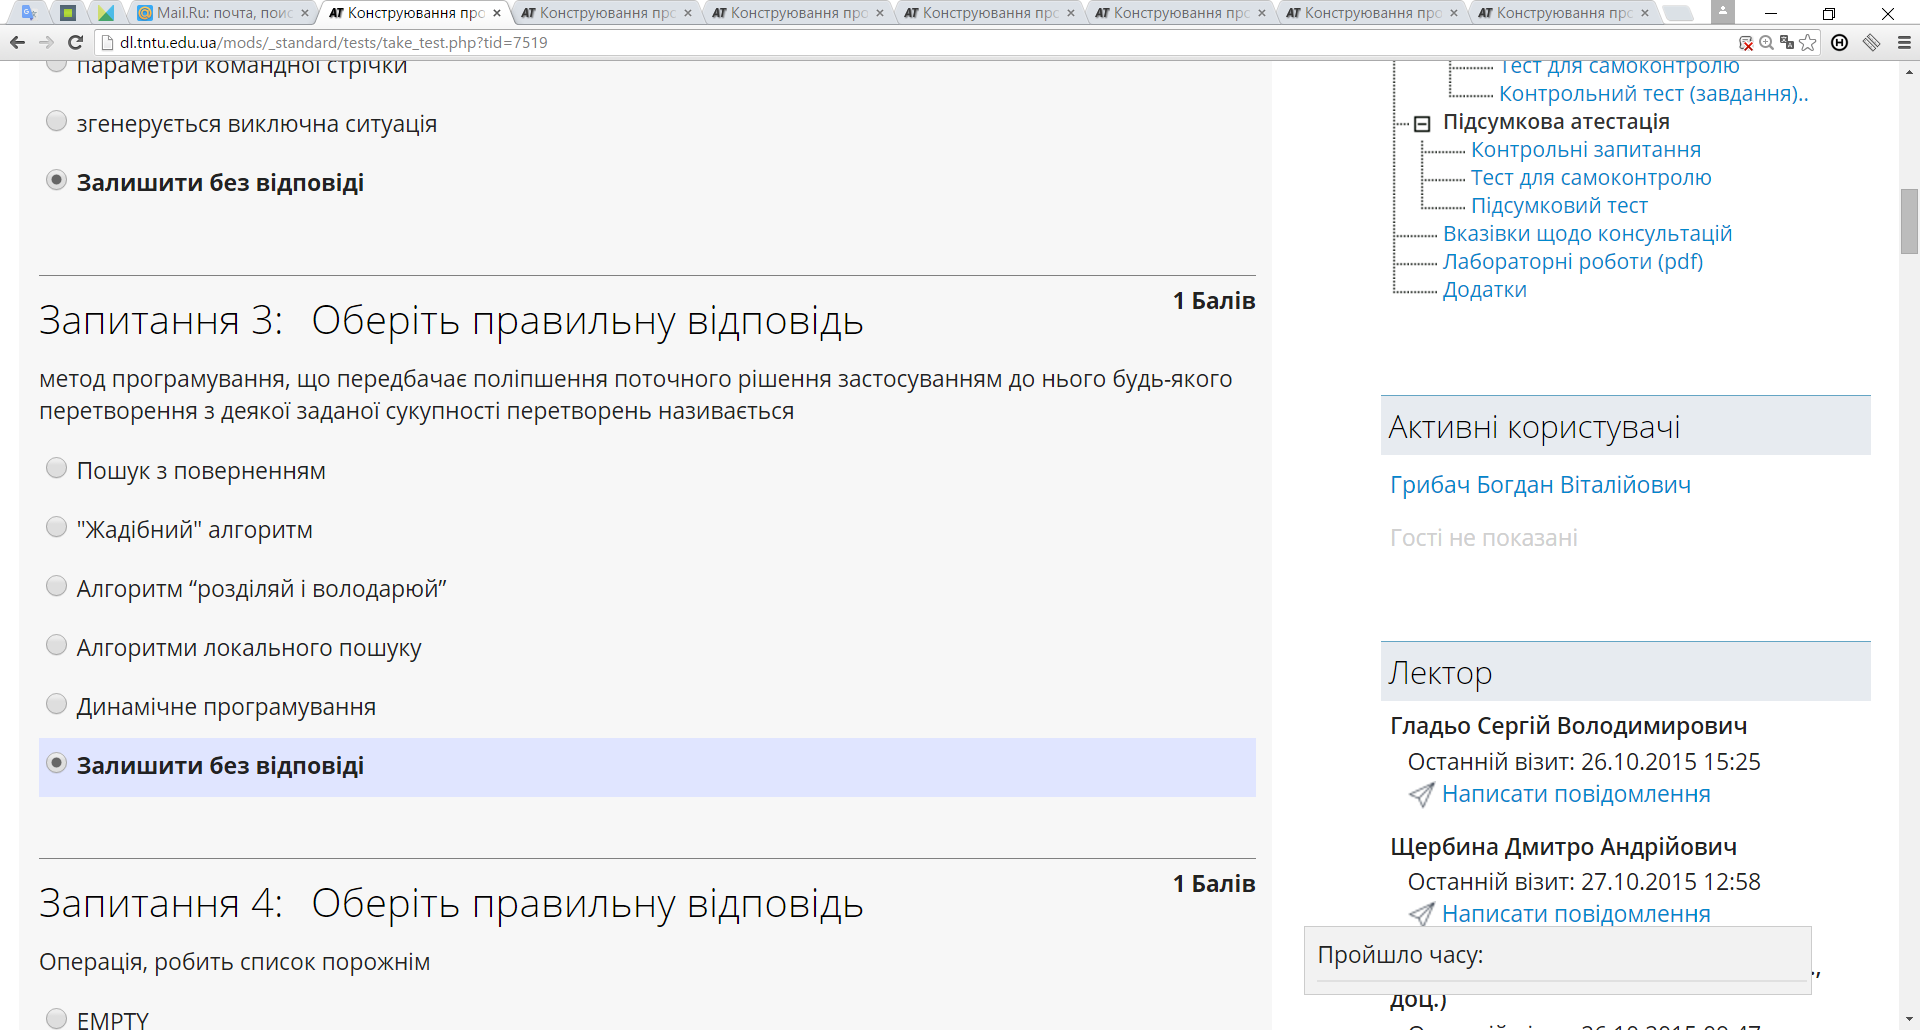 Mail.Ru: почта, поис
Конструювання про
Конструювання про
Конструювання про
Конструювання про
Конструювання про
Конструювання про
Конструювання про
dl.tntu.edu.ua/mods/_standard/tests/take_test.php?tid=7519
параметри командної стрічки
згенерується виключна ситуація
Залишити без відповіді
1 Балів
Запитання 3: Оберіть правильну відповідь
метод програмування, що передбачає поліпшення поточного рішення застосуванням до нього будь-якого
перетворення з деякої заданої сукупності перетворень називається
Пошук з поверненням
"Жадібний" алгоритм
Алгоритм “розділяй і володарюй”
Алгоритми локального пошуку
Динамічне програмування
Залишити без відповіді
1 Балів
Запитання 4: Оберіть правильну відповідь
Операція, робить список порожнім
EMPTY
Тест для самоконтролю
Контрольний тест (завдання)..
Підсумкова атестація
Контрольні запитання
Тест для самоконтролю
Підсумковий тест
Вказівки щодо консультацій
Лабораторні роботи (pdf)
Додатки
Активні користувачі
Грибач Богдан Віталійович
Гості не показані
Лектор
Гладьо Сергій Володимирович
Останній візит: 26.10.2015 15:25
Написати повідомлення
Щербина Дмитро Андрійович
Останній візит: 27.10.2015 12:58
Написати повідомлення
Пройшло часу:
.,
доц.)